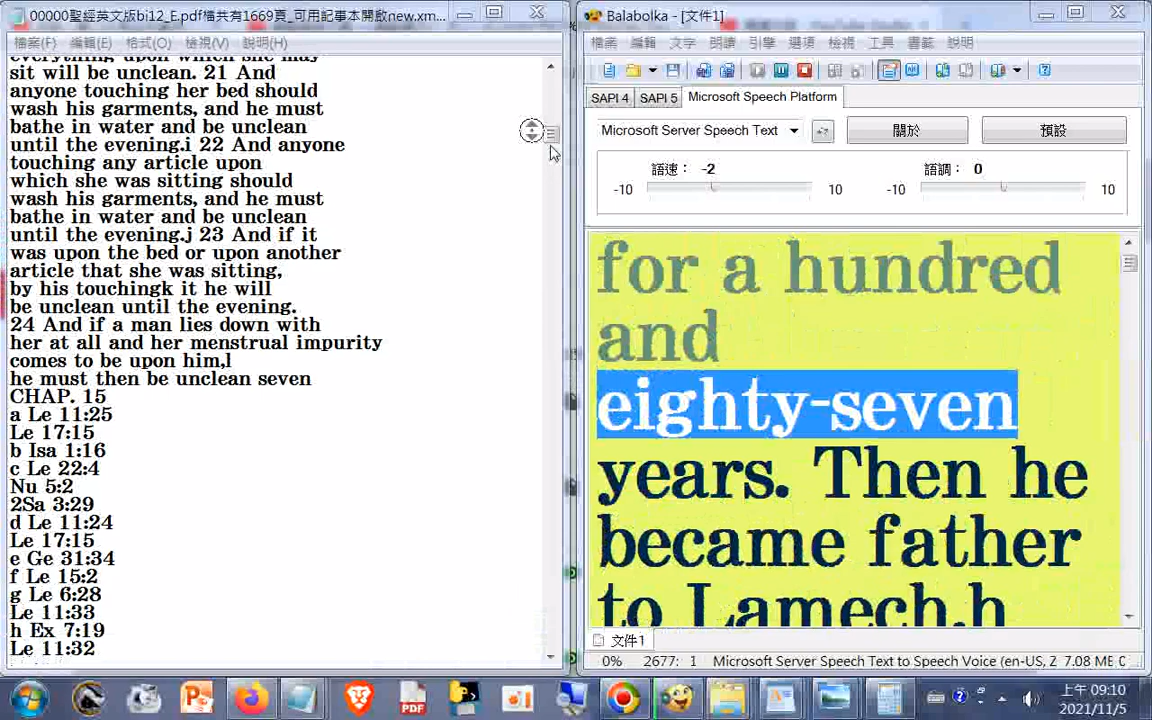 00000聖經英文版bi12_E.pdf檔共有1669頁_可用記事本開啟new.xm...
檔案(F) 編輯(E) 格式(O) 檢視(V) 說明(H)
everything upon which she may
sit will be unclean. 21 And
anyone touching her bed should
wash his garments, and he must
bathe in water and be unclean
until the evening.i 22 And anyone
touching any article upon
which she was sitting should
wash his garments, and he must
bathe in water and be unclean
until the evening.j 23 And if it
was upon the bed or upon another
article that she was sitting,
by his touchingk it he will
be unclean until the evening.
24 And if a man lies down with
her at all and her menstrual impurity
comes to be upon him,l
he must then be unclean seven
CHAP. 15
a Le 11:25
Le 17:15
b Isa 1:16
c Le 22:4
Nu 5:2
2Sa 3:29
d Le 11:24
Le 17:15
e Ge 31:34
f Le 15:2
g Le 6:28
Le 11:33
h Ex 7:19
Le 11:32
Balabolka - [文件1]
檔案 編輯 文字 朗讀 引擎 選項 檢視 工具 書籤 說明
SAPI 4 SAPI 5 Microsoft Speech Platform
Microsoft Server Speech Text 關於 預設
語速： -2 語調： 0
-10 10 -10 10
for a hundred
and
eighty-seven
years. Then he
became father
to Lamech.h
文件1
0% 2677: 1 Microsoft Server Speech Text to Speech Voice (en-US, Z 7.08 ME
PDF
上午 09:10
2021/11/5